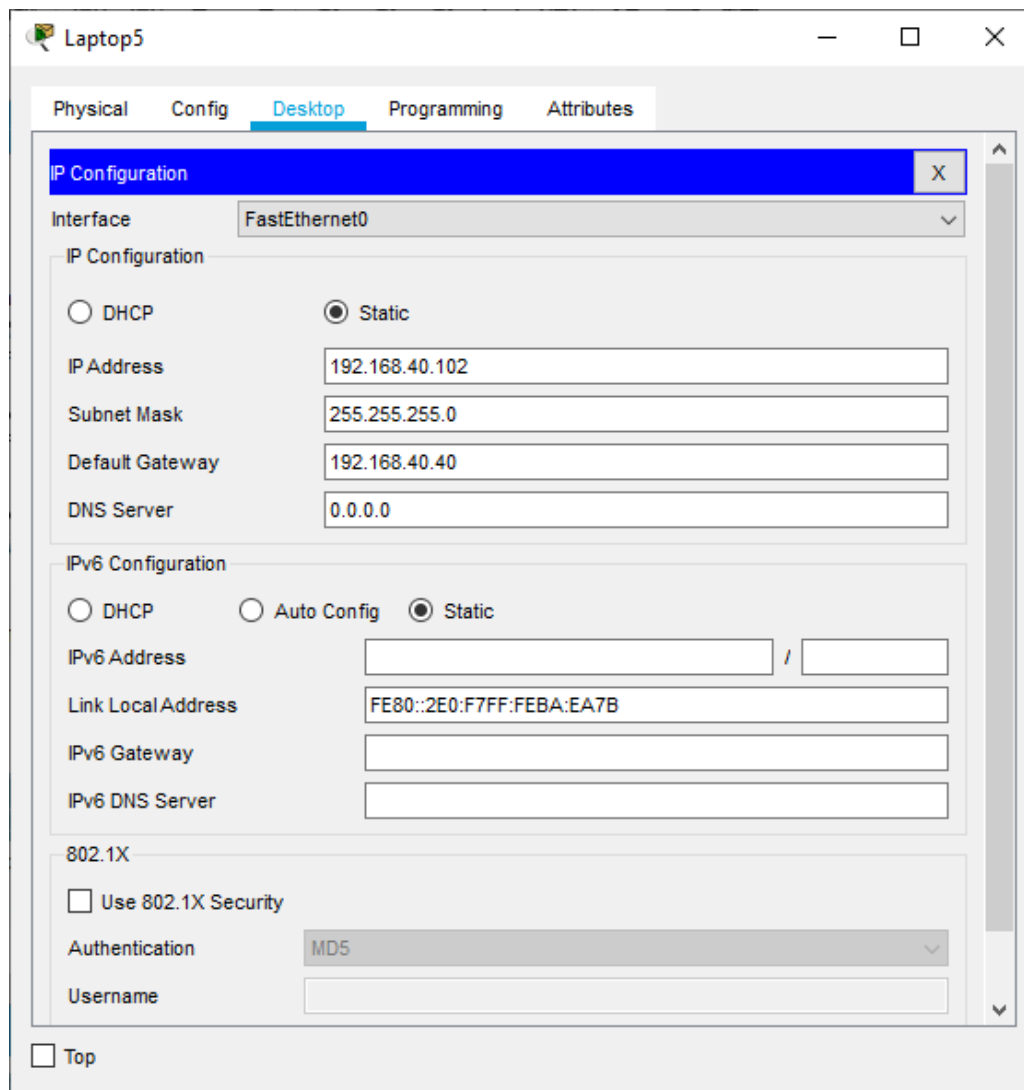 Laptop5
Physical Config Desktop Programming Attributes
IP Configuration X
Interface FastEthernet0
IP Configuration
DHCP Static
IP Address 192.168.40.102
Subnet Mask 255.255.255.0
Default Gateway 192.168.40.40
DNS Server 0.0.0.0
IPv6 Configuration
DHCP Auto Config Static
IPv6 Address /
Link Local Address FE80::2E0:F7FF:FEBA:EA7B
IPv6 Gateway
IPv6 DNS Server
802.1X
Use 802.1X Security
Authentication MD5
Username
Top